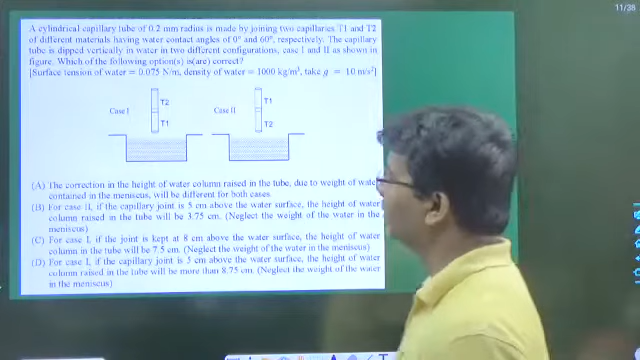 11/38
A cylindrical capillary tube of 0.2 mm radius is made by joining two capillaries T1 and T2
of different materials having water contact angles of 0° and 60°, respectively. The capillary
tube is dipped vertically in water in two different configurations, case I and II as shown in
figure. Which of the following option(s) is(are) correct?
[Surface tension of water = 0.075 N/m, density of water = 1000 kg/m³, take g = 10 m/s²]
Case I
T2
T1
Case II
T1
T2
(A) The correction in the height of water column raised in the tube, due to weight of water
contained in the meniscus, will be different for both cases.
(B) For case II, if the capillary joint is 5 cm above the water surface, the height of water
column raised in the tube will be 3.75 cm. (Neglect the weight of the water in the
meniscus)
(C) For case I, if the joint is kept at 8 cm above the water surface, the height of water
column in the tube will be 7.5 cm. (Neglect the weight of the water in the meniscus)
(D) For case I, if the capillary joint is 5 cm above the water surface, the height of water
column raised in the tube will be more than 8.75 cm. (Neglect the weight of the water
in the meniscus)